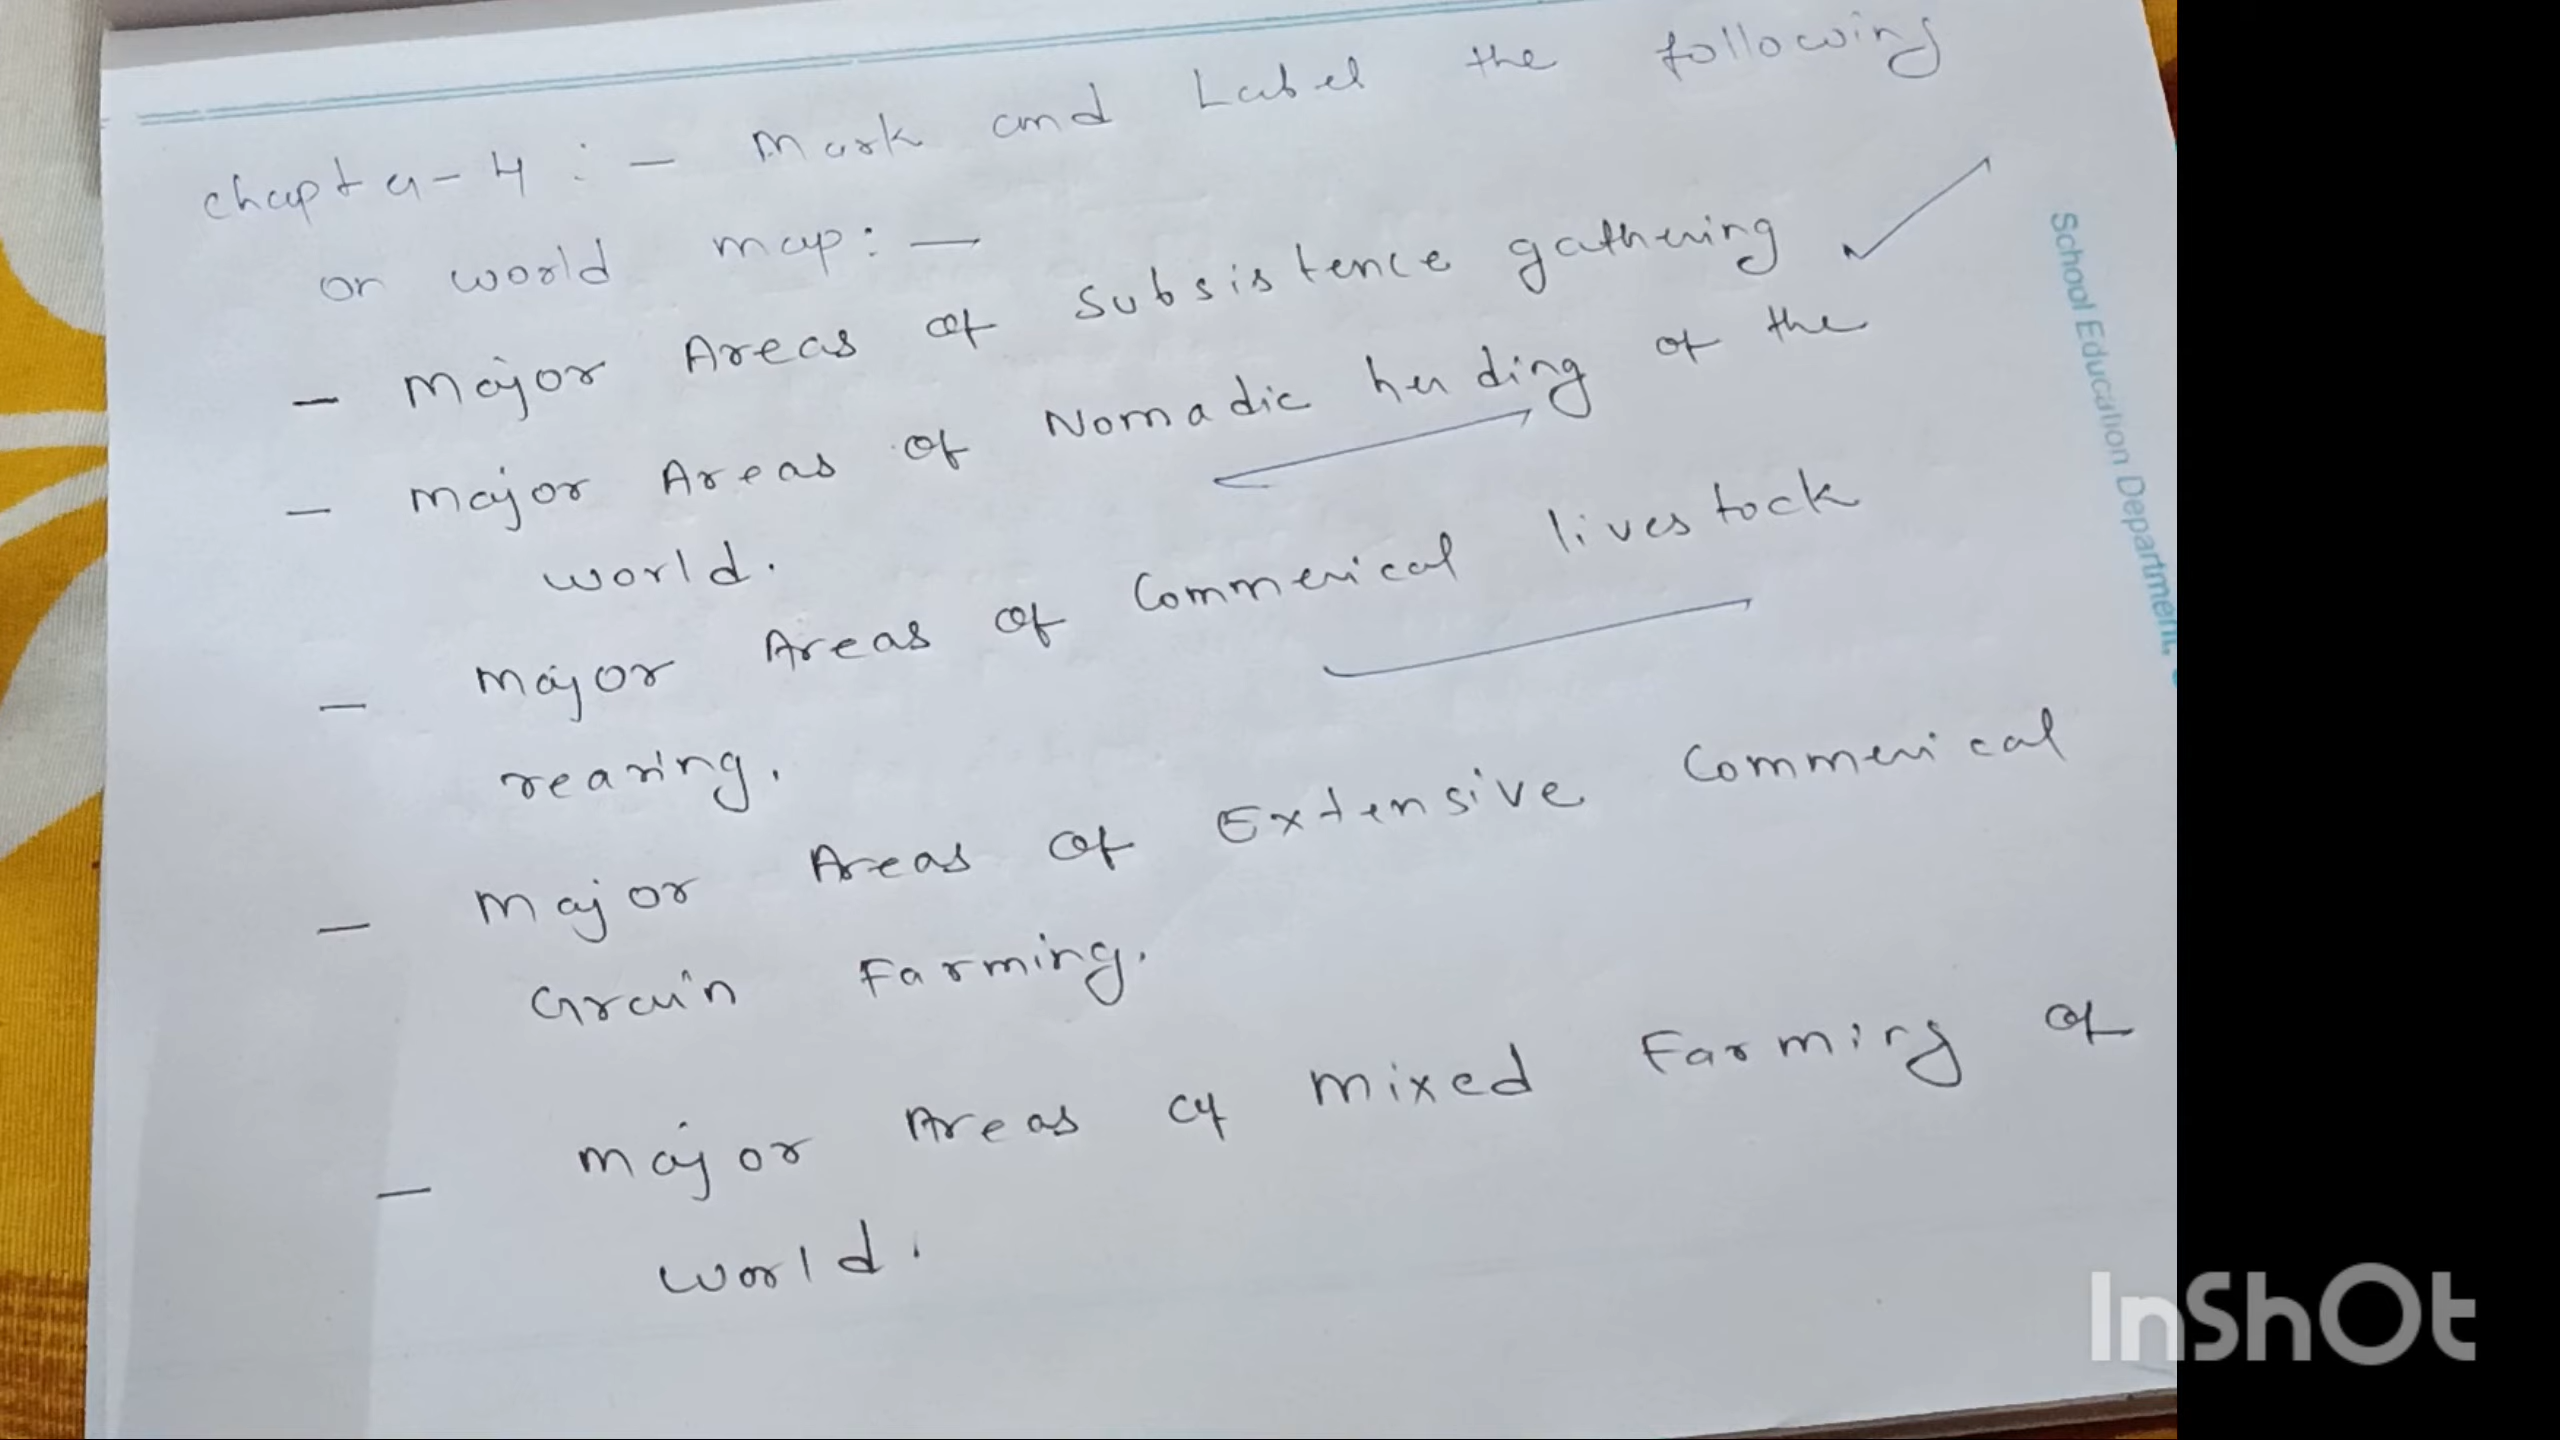 Chapter-4 :- Mark and Label the following
on world map :-
- Major Areas of Subsistence gathering ✓
- Major Areas of Nomadic herding of the
world.
- Major Areas of Commerical livestock
rearing.
- Major Areas of Extensive Commerical
Grain Farming.
- Major Areas of Mixed Farming of
world.
School Education Department,
InShOt